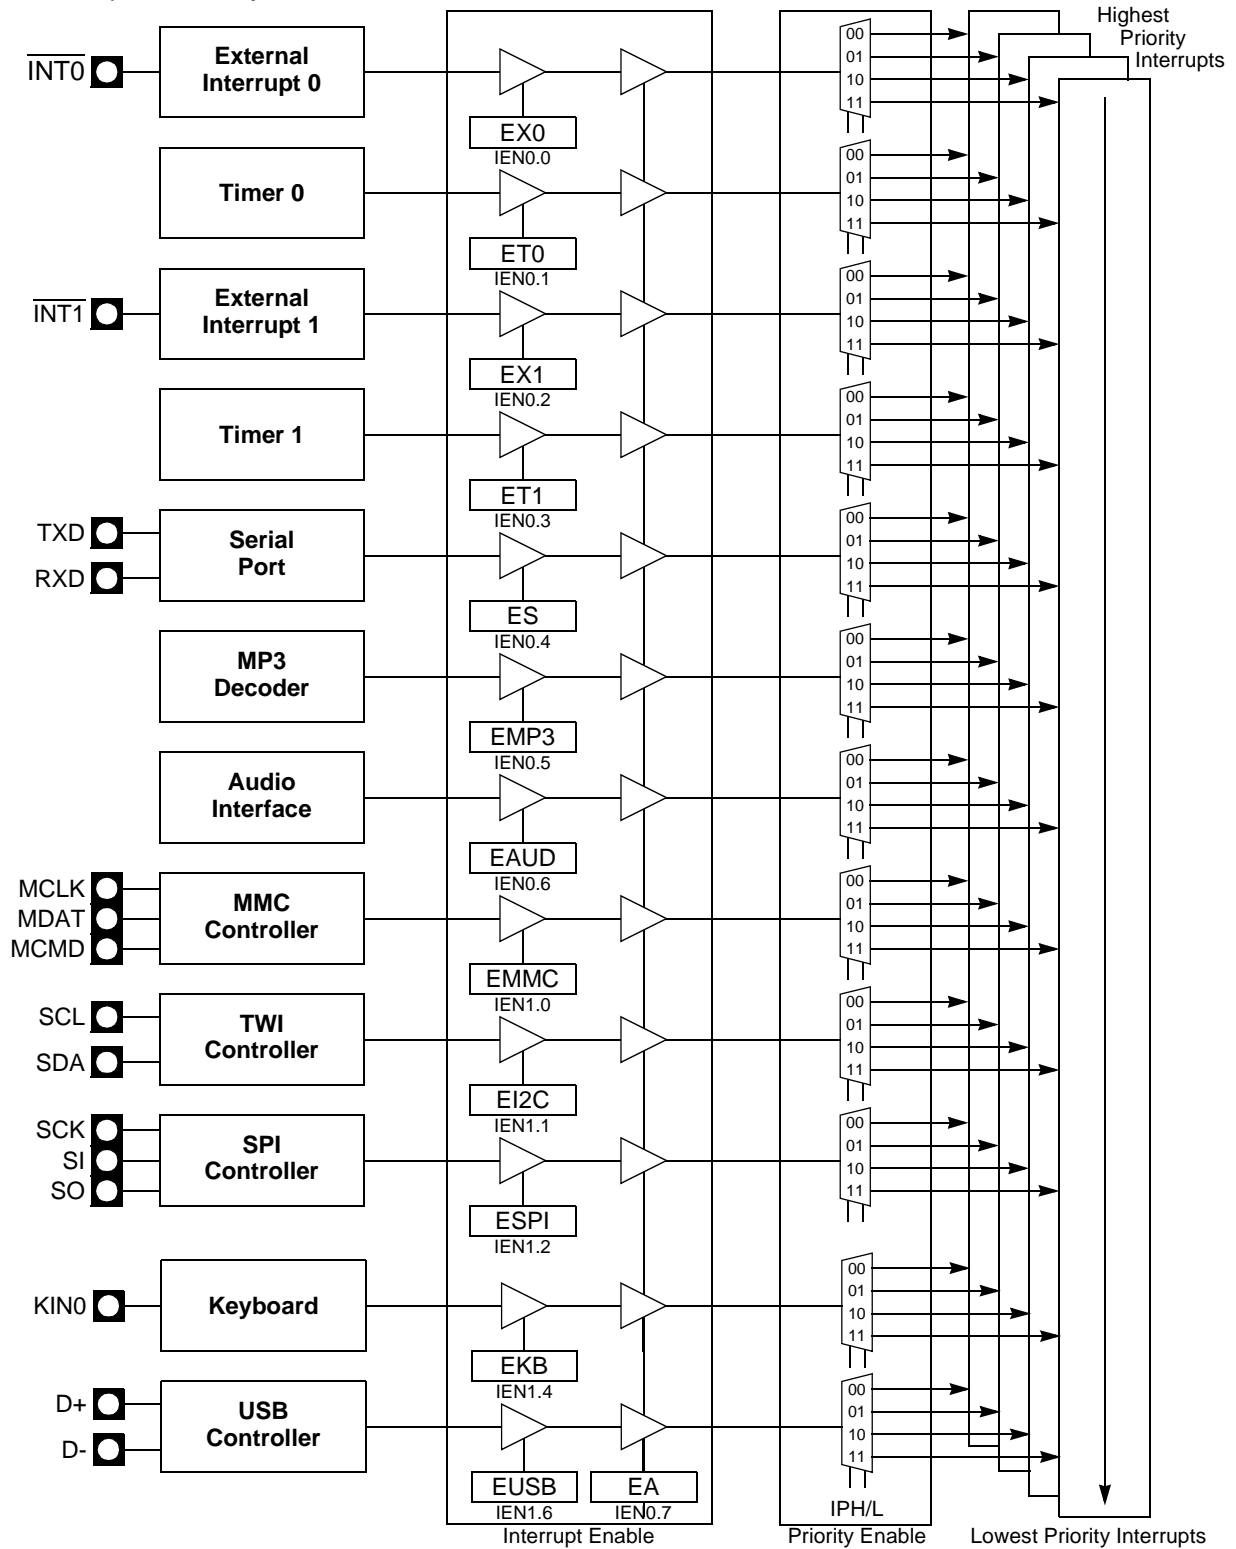 Highest
Priority
Interrupts
INT0
External
Interrupt 0
EX0
IEN0.0
00
01
10
11
Timer 0
ET0
IEN0.1
00
01
10
11
INT1
External
Interrupt 1
EX1
IEN0.2
00
01
10
11
Timer 1
ET1
IEN0.3
00
01
10
11
TXD
RXD
Serial
Port
ES
IEN0.4
00
01
10
11
MP3
Decoder
EMP3
IEN0.5
00
01
10
11
Audio
Interface
EAUD
IEN0.6
00
01
10
11
MCLK
MDAT
MCMD
MMC
Controller
EMMC
IEN1.0
00
01
10
11
SCL
SDA
TWI
Controller
EI2C
IEN1.1
00
01
10
11
SCK
SI
SO
SPI
Controller
ESPI
IEN1.2
00
01
10
11
KIN0
Keyboard
EKB
IEN1.4
00
01
10
11
D+
D-
USB
Controller
EUSB
IEN1.6
EA
IEN0.7
00
01
10
11
IPH/L
Interrupt Enable
Priority Enable
Lowest Priority Interrupts